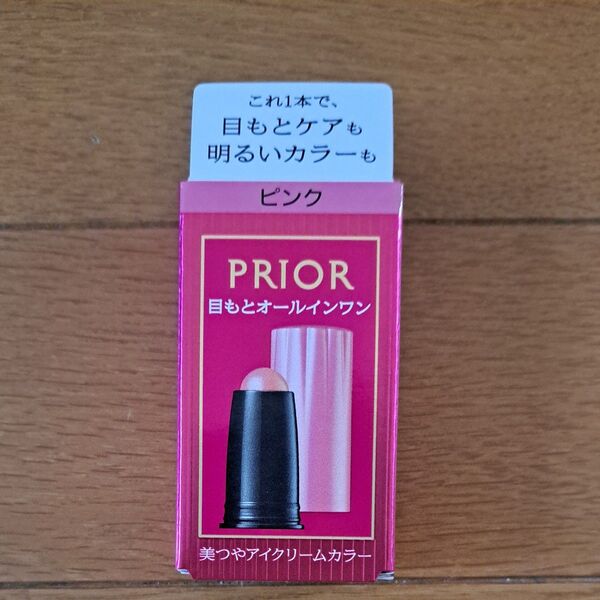 これ1本で、
目もとケアも
明るいカラーも
ピンク
PRIOR
目もとオールインワン
美つやアイクリームカラー